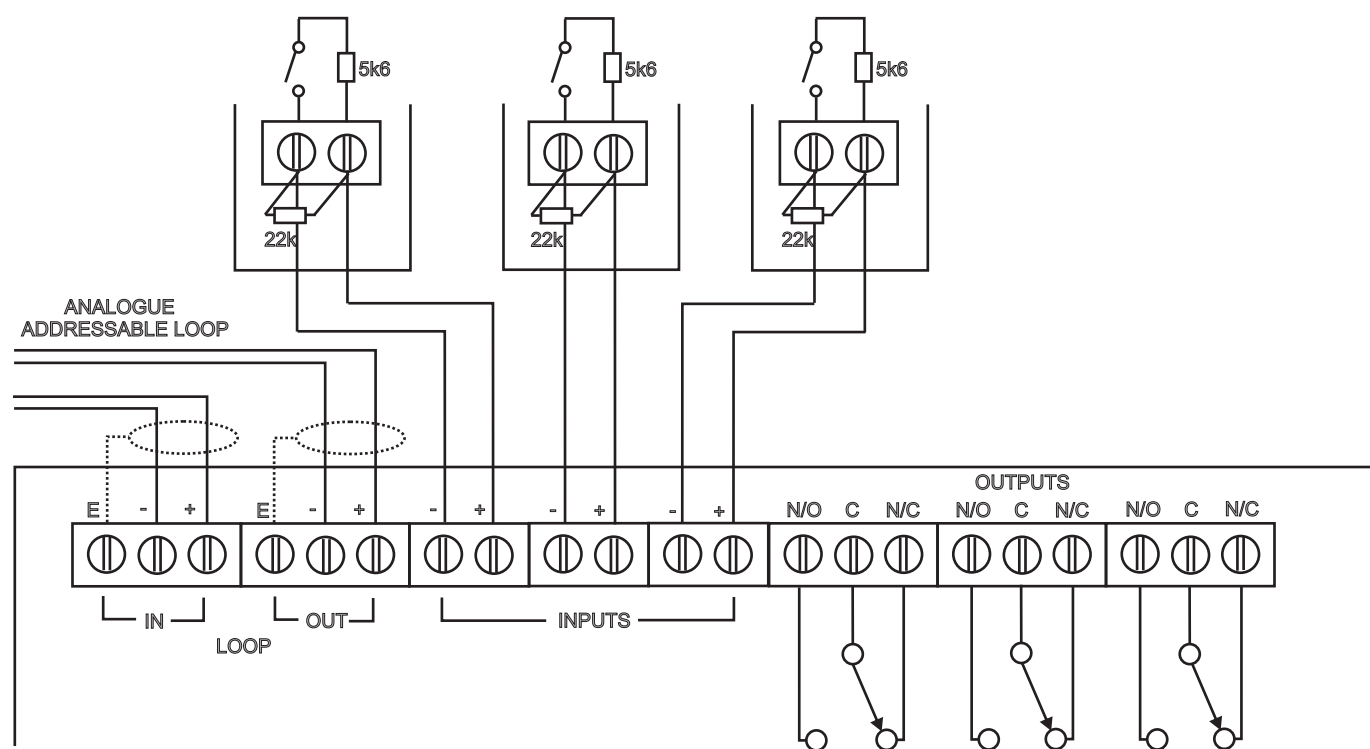 5k6 5k6 5k6
22k 22k 22k
ANALOGUE
ADDRESSABLE LOOP
OUTPUTS
E - + E - + - + - + - + N/O C N/C N/O C N/C N/O C N/C
IN OUT INPUTS
LOOP